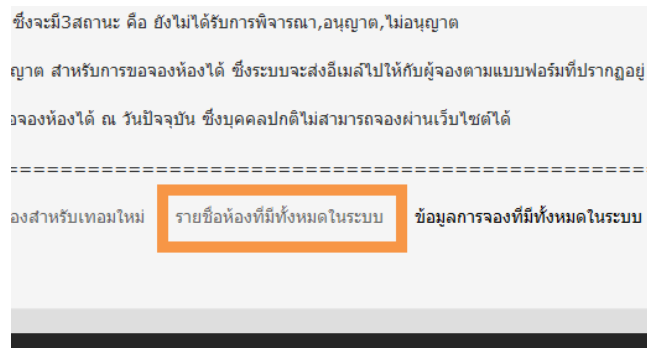 ซึ่งจะมี3สถานะ คือ ยังไม่ได้รับการพิจารณา,อนุญาต,ไม่อนุญาต
ญาต สำหรับการขอจองห้องได้ ซึ่งระบบจะส่งอีเมล์ไปให้กับผู้จองตามแบบฟอร์มที่ปรากฏอยู่
อจองห้องได้ ณ วันปัจจุบัน ซึ่งบุคคลปกติไม่สามารถจองผ่านเว็บไซต์ได้
=====================================================
องสำหรับเทอมใหม่ รายชื่อห้องที่มีทั้งหมดในระบบ ข้อมูลการจองที่มีทั้งหมดในระบบ